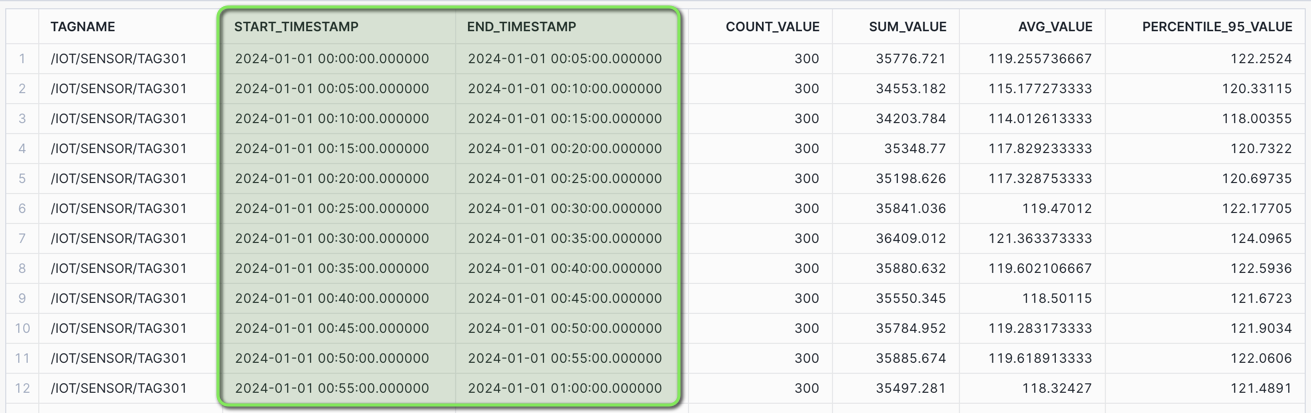 TAGNAME START_TIMESTAMP END_TIMESTAMP COUNT_VALUE SUM_VALUE AVG_VALUE PERCENTILE_95_VALUE
1 /IOT/SENSOR/TAG301 2024-01-01 00:00:00.000000 2024-01-01 00:05:00.000000 300 35776.721 119.255736667 122.2524
2 /IOT/SENSOR/TAG301 2024-01-01 00:05:00.000000 2024-01-01 00:10:00.000000 300 34553.182 115.177273333 120.33115
3 /IOT/SENSOR/TAG301 2024-01-01 00:10:00.000000 2024-01-01 00:15:00.000000 300 34203.784 114.012613333 118.00355
4 /IOT/SENSOR/TAG301 2024-01-01 00:15:00.000000 2024-01-01 00:20:00.000000 300 35348.77 117.829233333 120.7322
5 /IOT/SENSOR/TAG301 2024-01-01 00:20:00.000000 2024-01-01 00:25:00.000000 300 35198.626 117.328753333 120.69735
6 /IOT/SENSOR/TAG301 2024-01-01 00:25:00.000000 2024-01-01 00:30:00.000000 300 35841.036 119.47012 122.17705
7 /IOT/SENSOR/TAG301 2024-01-01 00:30:00.000000 2024-01-01 00:35:00.000000 300 36409.012 121.363373333 124.0965
8 /IOT/SENSOR/TAG301 2024-01-01 00:35:00.000000 2024-01-01 00:40:00.000000 300 35880.632 119.602106667 122.5936
9 /IOT/SENSOR/TAG301 2024-01-01 00:40:00.000000 2024-01-01 00:45:00.000000 300 35550.345 118.50115 121.6723
10 /IOT/SENSOR/TAG301 2024-01-01 00:45:00.000000 2024-01-01 00:50:00.000000 300 35784.952 119.283173333 121.9034
11 /IOT/SENSOR/TAG301 2024-01-01 00:50:00.000000 2024-01-01 00:55:00.000000 300 35885.674 119.618913333 122.0606
12 /IOT/SENSOR/TAG301 2024-01-01 00:55:00.000000 2024-01-01 01:00:00.000000 300 35497.281 118.32427 121.4891